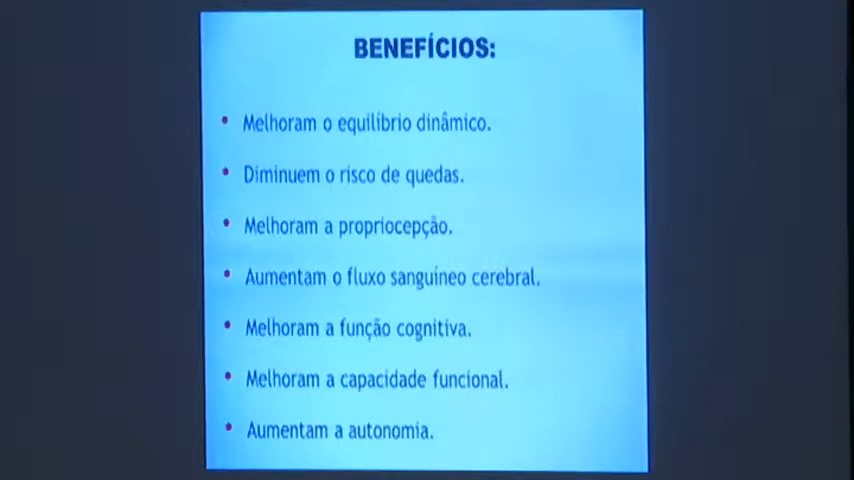 BENEFÍCIOS:
• Melhoram o equilíbrio dinâmico.
• Diminuem o risco de quedas.
• Melhoram a propriocepção.
• Aumentam o fluxo sanguíneo cerebral.
• Melhoram a função cognitiva.
• Melhoram a capacidade funcional.
• Aumentam a autonomia.